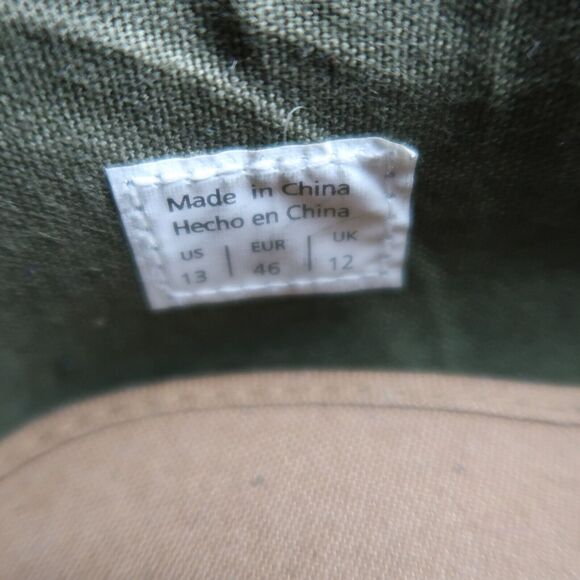 Made in China
Hecho en China
US | EUR | UK
13 | 46 | 12